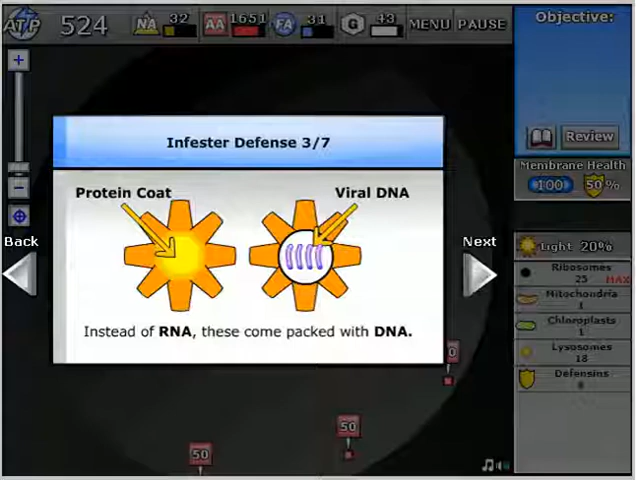 ATP 524 NA 32 AA 1651 FA 31 G 43 MENU PAUSE
Objective:
Review
Membrane Health
100 50%
Infester Defense 3/7
Protein Coat
Viral DNA
Back
Next
Instead of RNA, these come packed with DNA.
Light 20%
Ribosomes
25 MAX
Mitochondria
1
Chloroplasts
1
Lysosomes
18
Defensins
0
50
50